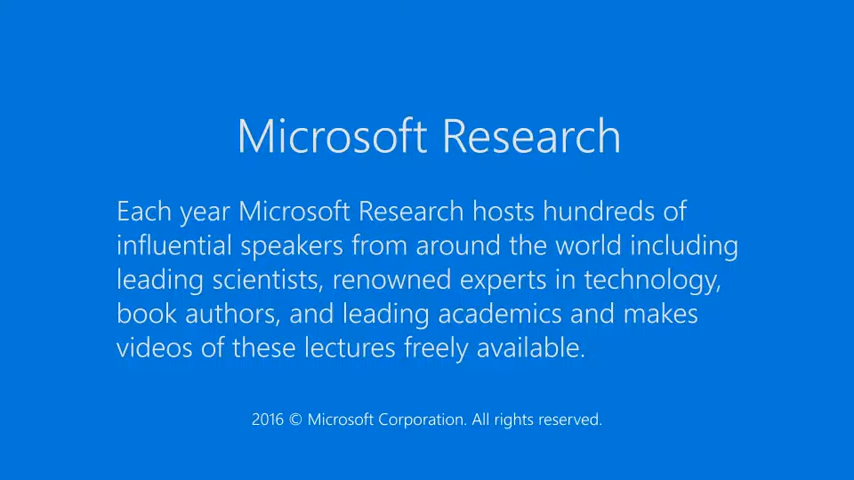 Microsoft Research
Each year Microsoft Research hosts hundreds of
influential speakers from around the world including
leading scientists, renowned experts in technology,
book authors, and leading academics and makes
videos of these lectures freely available.
2016 © Microsoft Corporation. All rights reserved.